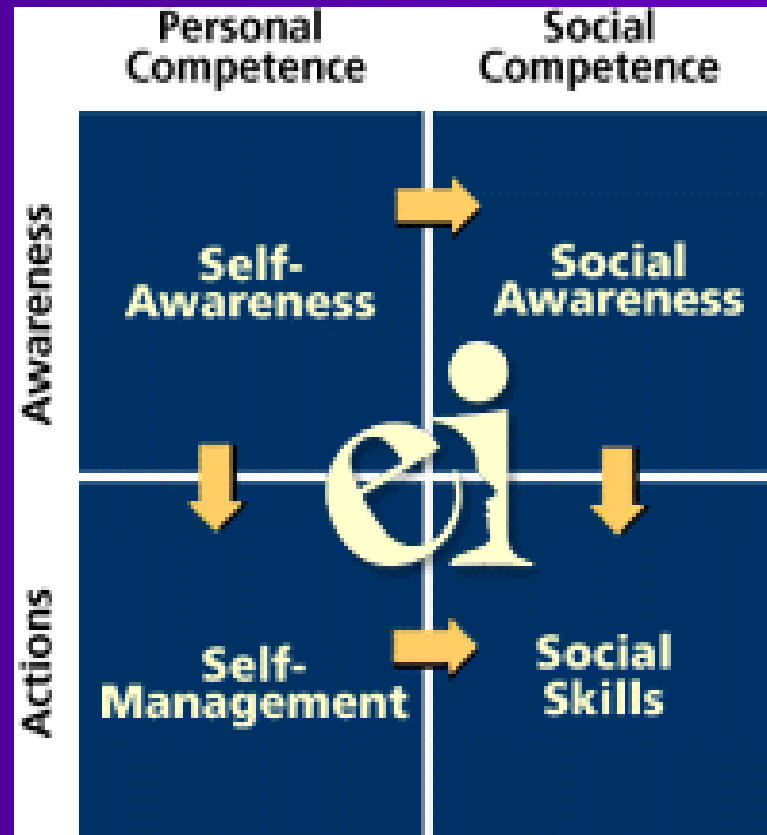 Personal
Competence
Social
Competence
Awareness
Self-
Awareness
Social
Awareness
ei
Actions
Self-
Management
Social
Skills